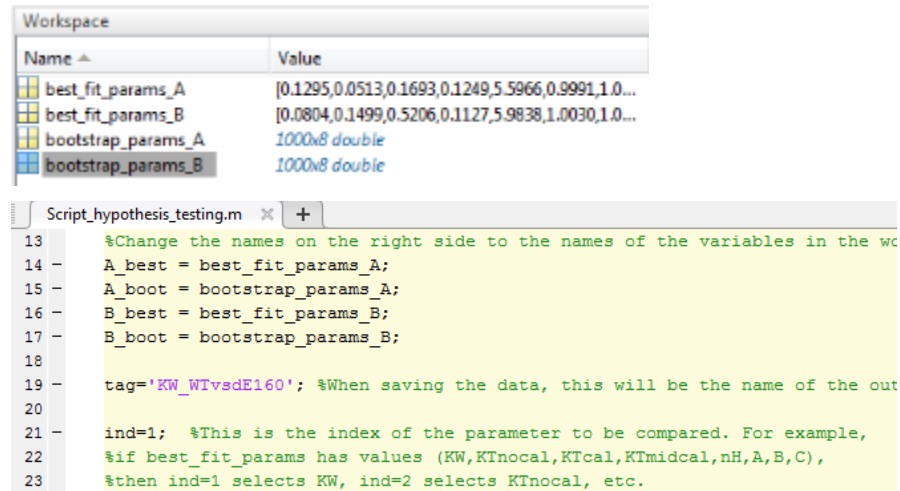 Workspace
Name Value
best_fit_params_A [0.1295,0.0513,0.1693,0.1249,5.5966,0.9991,1.0...
best_fit_params_B [0.0804,0.1499,0.5206,0.1127,5.9838,1.0030,1.0...
bootstrap_params_A 1000x8 double
bootstrap_params_B 1000x8 double
Script_hypothesis_testing.m × +
13 %Change the names on the right side to the names of the variables in the wo
14 – A_best = best_fit_params_A;
15 – A_boot = bootstrap_params_A;
16 – B_best = best_fit_params_B;
17 – B_boot = bootstrap_params_B;
18
19 – tag='KW_WTvsdE160'; %When saving the data, this will be the name of the out
20
21 – ind=1; %This is the index of the parameter to be compared. For example,
22 %if best_fit_params has values (KW,KTnocal,KTcal,KTmidcal,nH,A,B,C),
23 %then ind=1 selects KW, ind=2 selects KTnocal, etc.